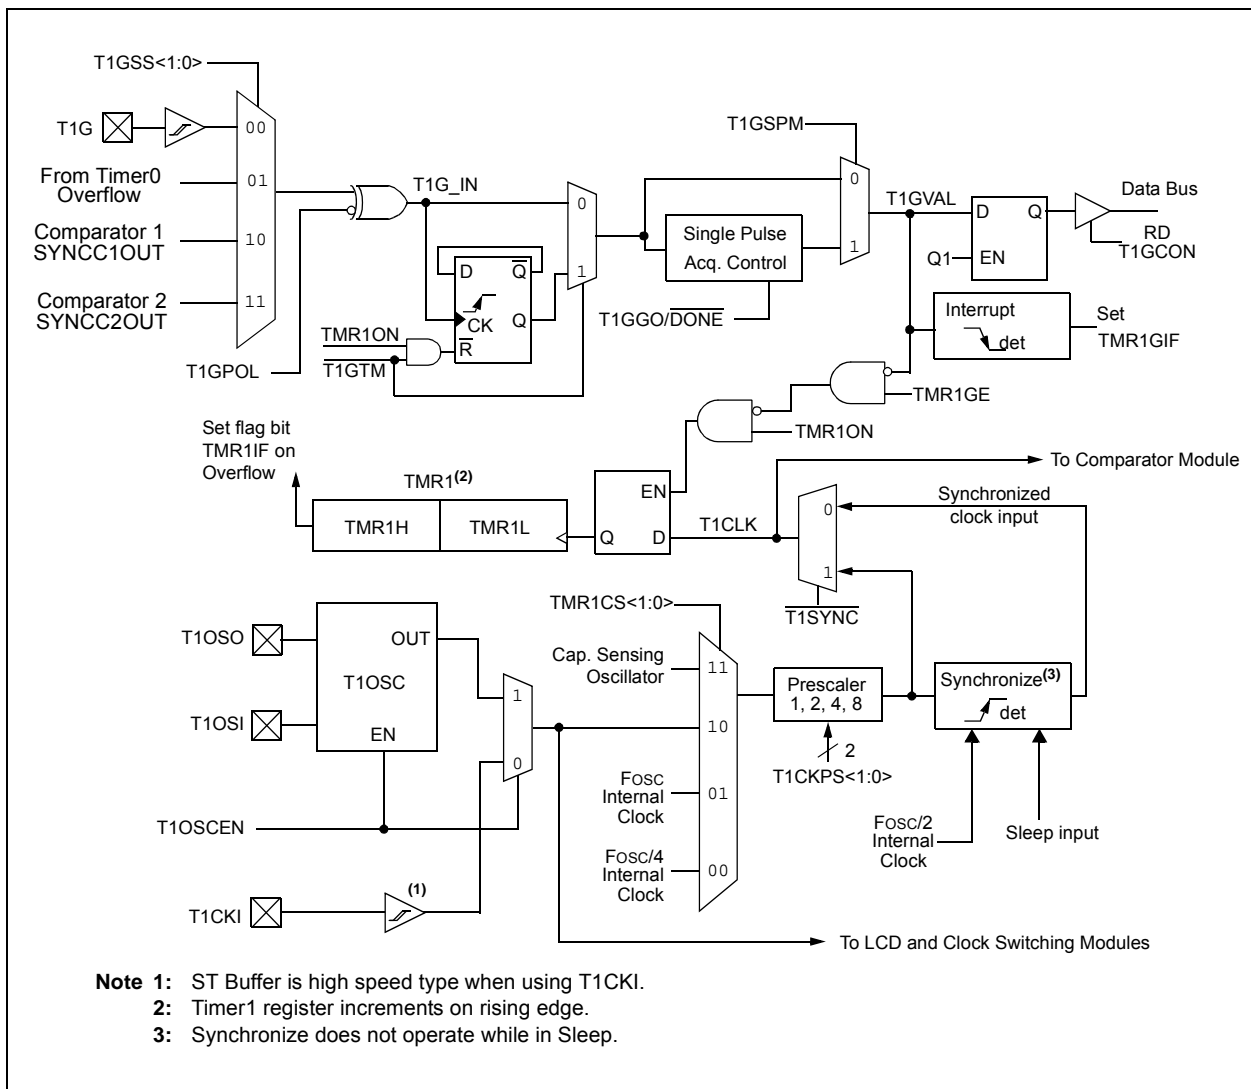 T1GSS<1:0>
T1G
00
From Timer0
Overflow
01
Comparator 1
SYNCC1OUT
10
Comparator 2
SYNCC2OUT
11
T1GPOL
T1G_IN
0
1
D
Q
CK
Q
R
TMR1ON
T1GTM
T1GSPM
0
1
Single Pulse
Acq. Control
T1GGO/DONE
T1GVAL
D
Q
Q1
EN
Data Bus
RD
T1GCON
Interrupt
det
Set
TMR1GIF
TMR1GE
TMR1ON
Set flag bit
TMR1IF on
Overflow
TMR1(2)
TMR1H
TMR1L
EN
Q
D
T1CLK
To Comparator Module
0
1
Synchronized
clock input
T1SYNC
TMR1CS<1:0>
T1OSO
OUT
T1OSC
T1OSI
EN
1
0
T1OSCEN
T1CKI
(1)
Cap. Sensing
Oscillator
11
10
FOSC
Internal
Clock
01
FOSC/4
Internal
Clock
00
Prescaler
1, 2, 4, 8
2
T1CKPS<1:0>
Synchronize(3)
det
FOSC/2
Internal
Clock
Sleep input
To LCD and Clock Switching Modules
Note 1: ST Buffer is high speed type when using T1CKI.
2: Timer1 register increments on rising edge.
3: Synchronize does not operate while in Sleep.